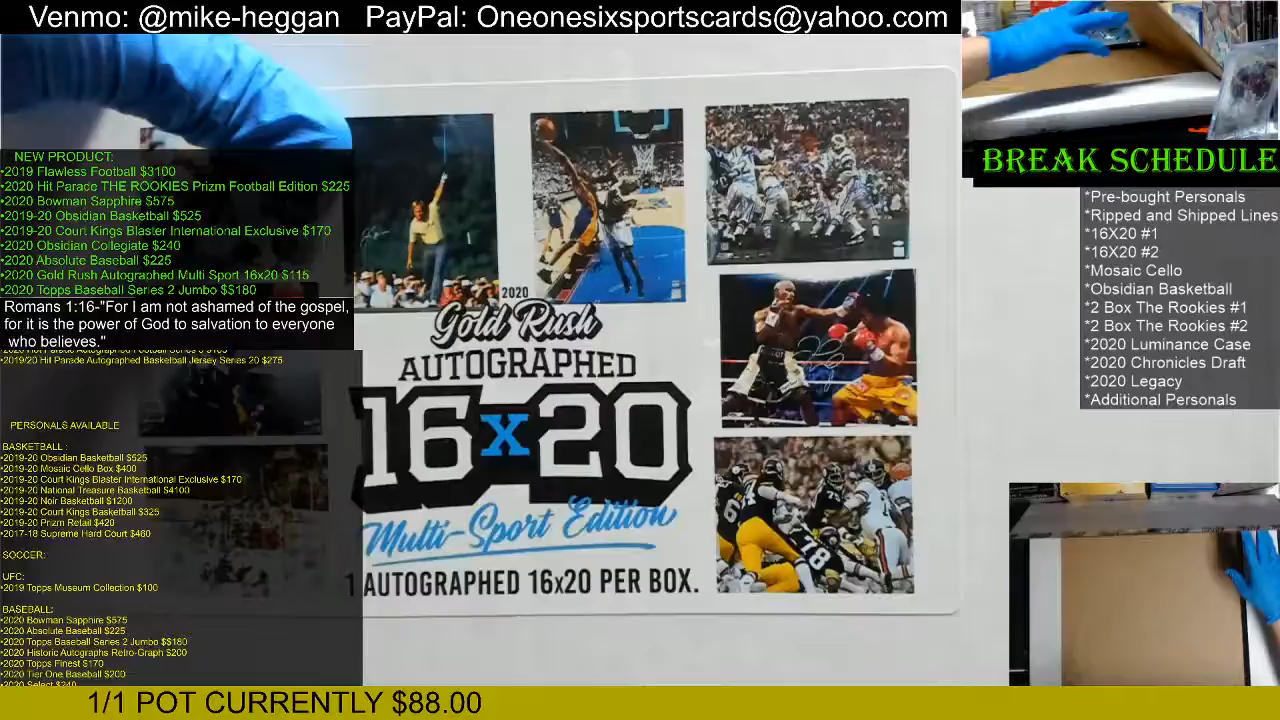 Venmo: @mike-heggan PayPal: Oneonesixsportscards@yahoo.com
NEW PRODUCT:
•2019 Flawless Football $3100
•2020 Hit Parade THE ROOKIES Prizm Football Edition $225
•2020 Bowman Sapphire $575
•2019-20 Obsidian Basketball $525
•2019-20 Court Kings Blaster International Exclusive $170
•2020 Obsidian Collegiate $240
•2020 Absolute Baseball $225
•2020 Gold Rush Autographed Multi Sport 16x20 $115
•2020 Topps Baseball Series 2 Jumbo $$180
Romans 1:16-"For I am not ashamed of the gospel,
for it is the power of God to salvation to everyone
who believes."
•2019/20 Hit Parade Autographed Basketball Jersey Series 20 $275
PERSONALS AVAILABLE
BASKETBALL :
•2019-20 Obsidian Basketball $525
•2019-20 Mosaic Cello Box $400
•2019-20 Court Kings Blaster International Exclusive $170
•2019-20 National Treasure Basketball $4100
•2019-20 Noir Basketball $1200
•2019-20 Court Kings Basketball $325
•2019-20 Prizm Retail $420
•2017-18 Supreme Hard Court $460
SOCCER:
UFC:
•2019 Topps Museum Collection $100
BASEBALL:
•2020 Bowman Sapphire $575
•2020 Absolute Baseball $225
•2020 Topps Baseball Series 2 Jumbo $$180
•2020 Historic Autographs Retro-Graph $200
•2020 Topps Finest $170
•2020 Tier One Baseball $200
•2020 Select $240
2020
Gold Rush
AUTOGRAPHED
16x20
Multi-Sport Edition
1 AUTOGRAPHED 16x20 PER BOX.
BREAK SCHEDULE
*Pre-bought Personals
*Ripped and Shipped Lines
*16X20 #1
*16X20 #2
*Mosaic Cello
*Obsidian Basketball
*2 Box The Rookies #1
*2 Box The Rookies #2
*2020 Luminance Case
*2020 Chronicles Draft
*2020 Legacy
*Additional Personals
1/1 POT CURRENTLY $88.00